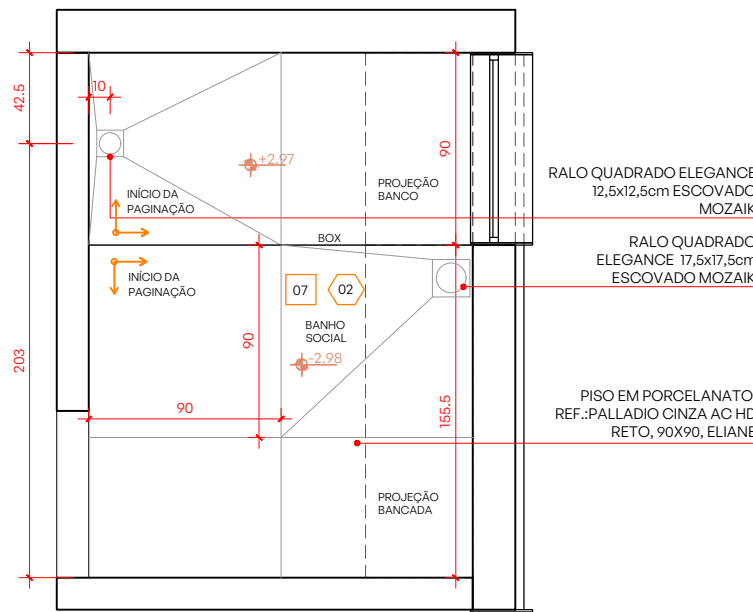 42.5
10
+2.97
90
PROJEÇÃO
BANCO
RALO QUADRADO ELEGANCE
12,5x12,5cm ESCOVADO
MOZAIK
INÍCIO DA
PAGINAÇÃO
BOX
RALO QUADRADO
ELEGANCE 17,5x17,5cm
ESCOVADO MOZAIK
INÍCIO DA
PAGINAÇÃO
07
02
BANHO
SOCIAL
90
-2.98
203
90
155.5
PISO EM PORCELANATO
REF.:PALLADIO CINZA AC HD
RETO, 90X90, ELIANE
PROJEÇÃO
BANCADA